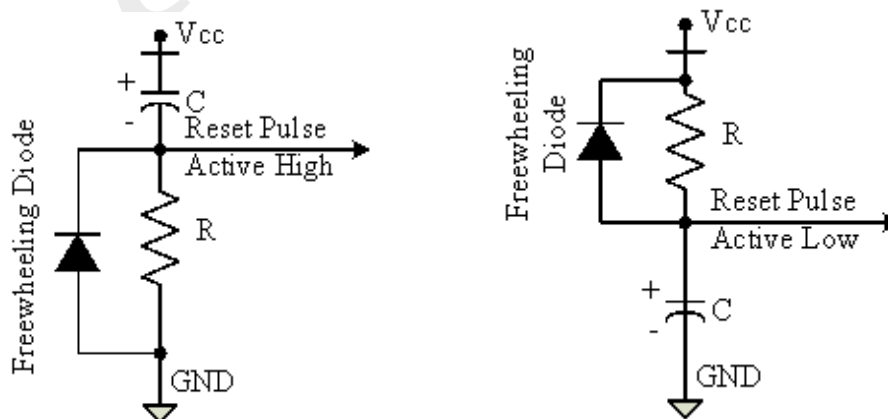 Vcc
+
-
C
Reset Pulse
Active High
Freewheeling Diode
R
GND
Vcc
Freewheeling
Diode
R
Reset Pulse
Active Low
+
-
C
GND